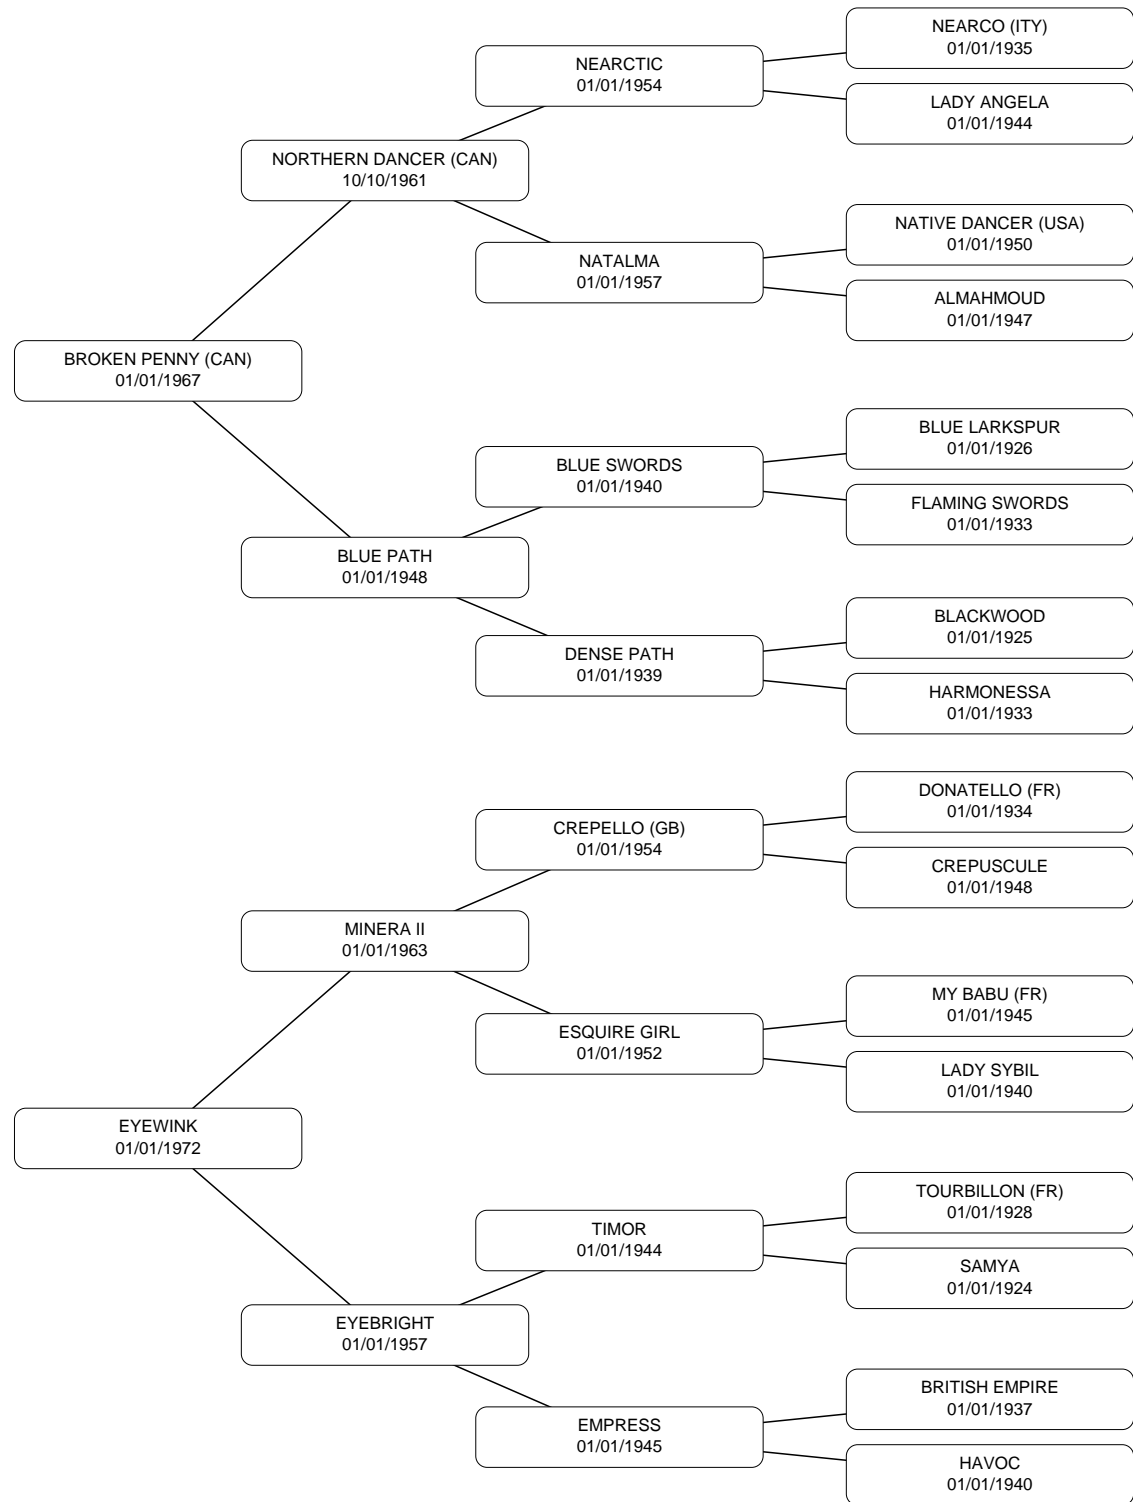 NEARCO (ITY)
01/01/1935
NEARCTIC
01/01/1954
LADY ANGELA
01/01/1944
NORTHERN DANCER (CAN)
10/10/1961
NATIVE DANCER (USA)
01/01/1950
NATALMA
01/01/1957
ALMAHMOUD
01/01/1947
BROKEN PENNY (CAN)
01/01/1967
BLUE LARKSPUR
01/01/1926
BLUE SWORDS
01/01/1940
FLAMING SWORDS
01/01/1933
BLUE PATH
01/01/1948
BLACKWOOD
01/01/1925
DENSE PATH
01/01/1939
HARMONESSA
01/01/1933
DONATELLO (FR)
01/01/1934
CREPELLO (GB)
01/01/1954
CREPUSCULE
01/01/1948
MINERA II
01/01/1963
MY BABU (FR)
01/01/1945
ESQUIRE GIRL
01/01/1952
LADY SYBIL
01/01/1940
EYEWINK
01/01/1972
TOURBILLON (FR)
01/01/1928
TIMOR
01/01/1944
SAMYA
01/01/1924
EYEBRIGHT
01/01/1957
BRITISH EMPIRE
01/01/1937
EMPRESS
01/01/1945
HAVOC
01/01/1940